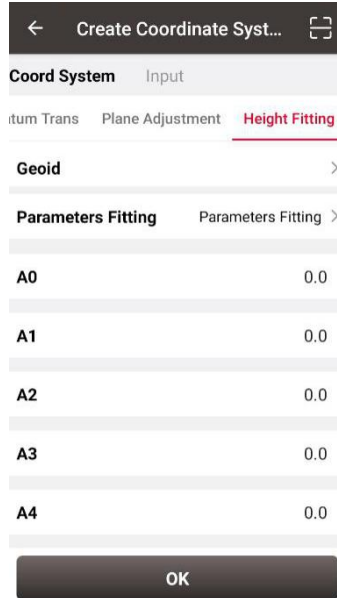 Create Coordinate Syst...
Coord System Input
tum Trans Plane Adjustment Height Fitting
Geoid
Parameters Fitting Parameters Fitting
A0 0.0
A1 0.0
A2 0.0
A3 0.0
A4 0.0
OK